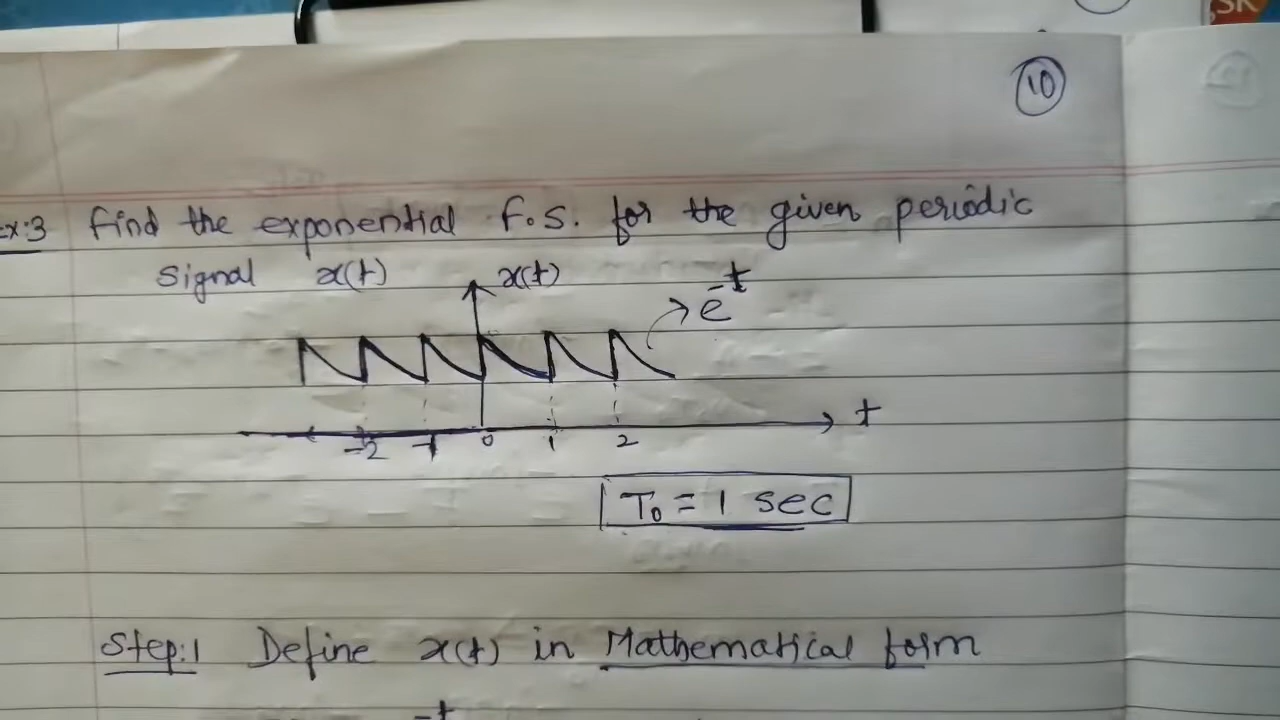 10
Ex:3 find the exponential F.S. for the given periodic
signal x(t)
x(t)
e^-t
-2 -1 0 1 2 t
T₀ = 1 sec
Step:1 Define x(t) in Mathematical form
-t